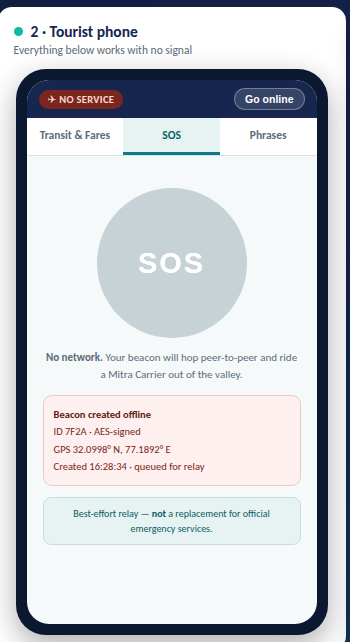 2 · Tourist phone
Everything below works with no signal
✈ NO SERVICE
Go online
Transit & Fares
SOS
Phrases
SOS
No network. Your beacon will hop peer-to-peer and ride
a Mitra Carrier out of the valley.
Beacon created offline
ID 7F2A · AES-signed
GPS 32.0998° N, 77.1892° E
Created 16:28:34 · queued for relay
Best-effort relay — not a replacement for official
emergency services.